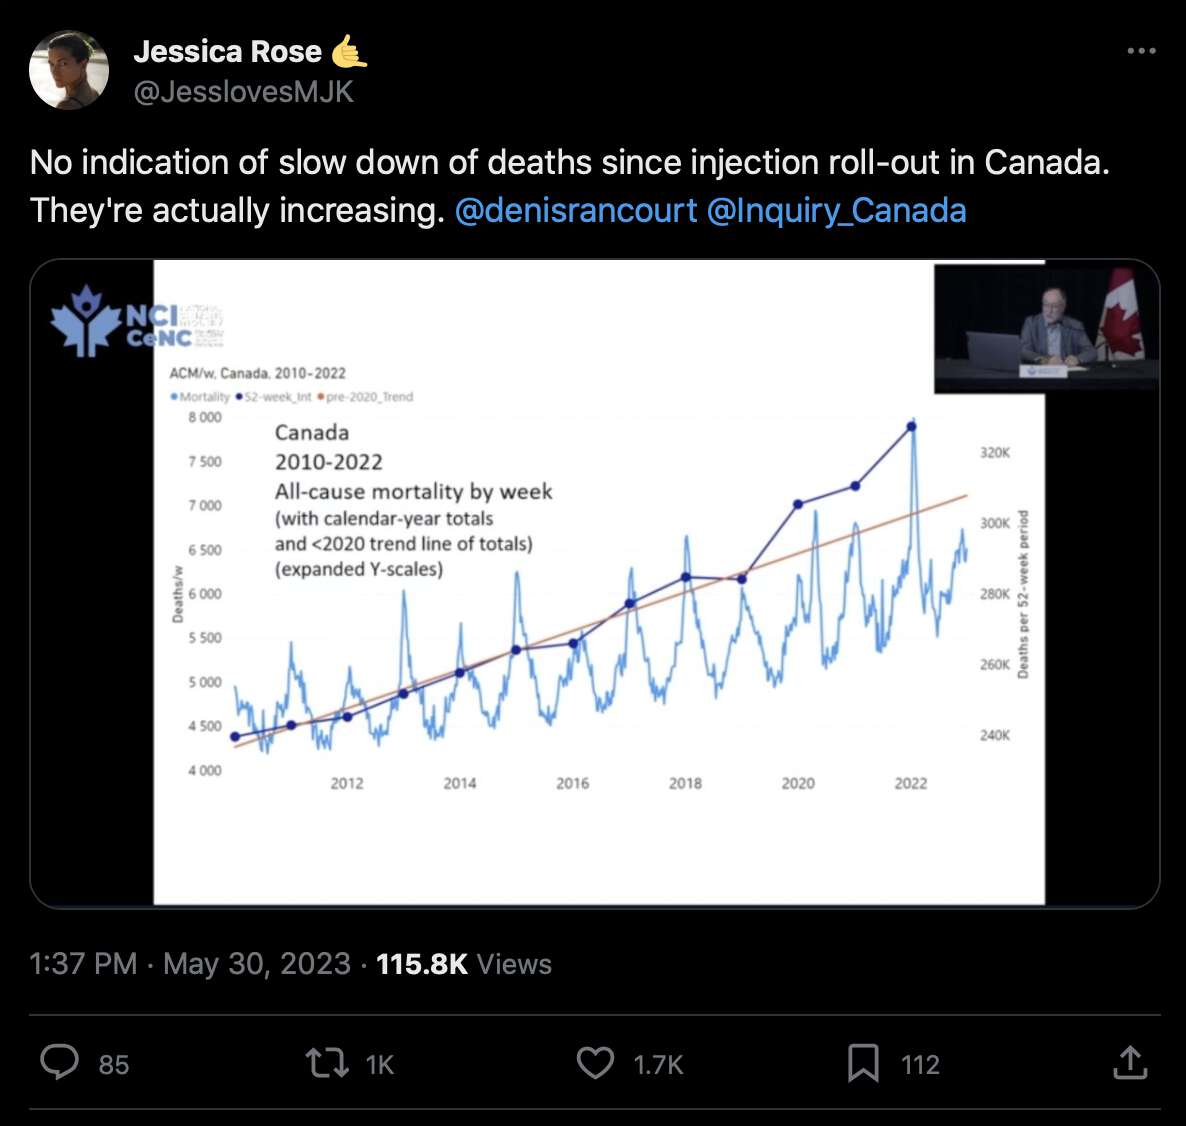 Jessica Rose 🤙
@JesslovesMJK
No indication of slow down of deaths since injection roll-out in Canada.
They're actually increasing. @denisrancourt @Inquiry_Canada
NCI
CeNC
ACM/w, Canada, 2010-2022
Mortality 52-week_Int pre-2020_Trend
Canada
2010-2022
All-cause mortality by week
(with calendar-year totals
and <2020 trend line of totals)
(expanded Y-scales)
Deaths/w
8 000
7 500
7 000
6 500
6 000
5 500
5 000
4 500
4 000
2012 2014 2016 2018 2020 2022
320K
300K
280K
260K
240K
Deaths per 52-week period
1:37 PM · May 30, 2023 · 115.8K Views
85 1K 1.7K 112